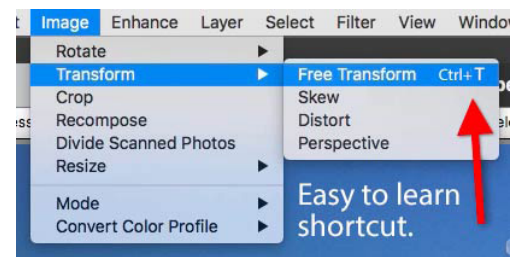 Image Enhance Layer Select Filter View
Rotate
Transform
Crop
Recompose
Divide Scanned Photos
Resize
Mode
Convert Color Profile
Free Transform Ctrl+T
Skew
Distort
Perspective
Easy to learn
shortcut.